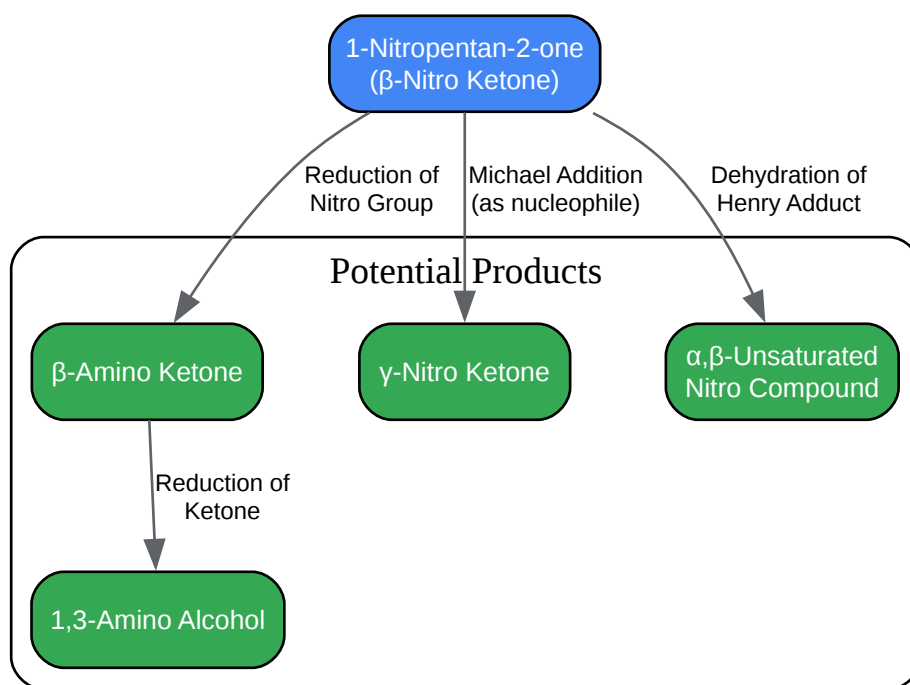 1-Nitropentan-2-one
(β-Nitro Ketone)
Reduction of
Nitro Group
Michael Addition
(as nucleophile)
Dehydration of
Henry Adduct
Potential Products
β-Amino Ketone
γ-Nitro Ketone
α,β-Unsaturated
Nitro Compound
Reduction of
Ketone
1,3-Amino Alcohol